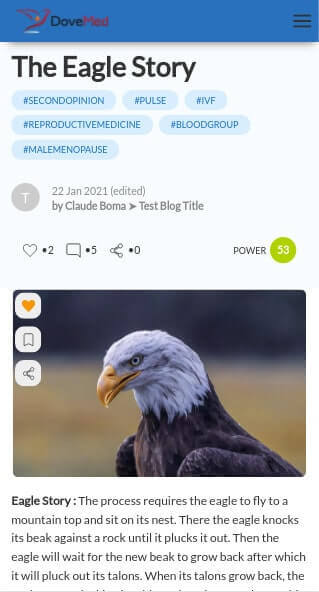 DoveMed
The Eagle Story
#SECONDOPINION #PULSE #IVF
#REPRODUCTIVEMEDICINE #BLOODGROUP
#MALEMENOPAUSE
T
22 Jan 2021 (edited)
by Claude Boma ➤ Test Blog Title
•2 •5 •0 POWER 53
Eagle Story : The process requires the eagle to fly to a
mountain top and sit on its nest. There the eagle knocks
its beak against a rock until it plucks it out. Then the
eagle will wait for the new beak to grow back after which
it will pluck out its talons. When its talons grow back, the